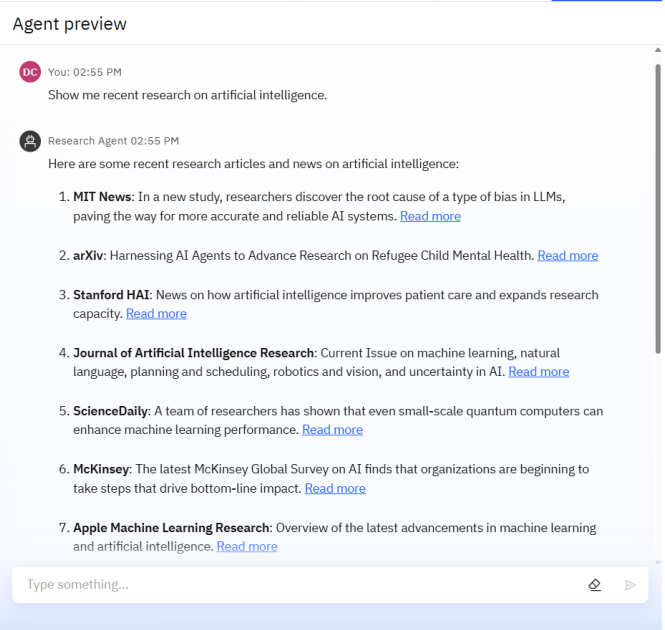 Agent preview
DC You: 02:55 PM
Show me recent research on artificial intelligence.
Research Agent 02:55 PM
Here are some recent research articles and news on artificial intelligence:
1. MIT News: In a new study, researchers discover the root cause of a type of bias in LLMs,
paving the way for more accurate and reliable AI systems. Read more
2. arXiv: Harnessing AI Agents to Advance Research on Refugee Child Mental Health. Read more
3. Stanford HAI: News on how artificial intelligence improves patient care and expands research
capacity. Read more
4. Journal of Artificial Intelligence Research: Current Issue on machine learning, natural
language, planning and scheduling, robotics and vision, and uncertainty in AI. Read more
5. ScienceDaily: A team of researchers has shown that even small-scale quantum computers can
enhance machine learning performance. Read more
6. McKinsey: The latest McKinsey Global Survey on AI finds that organizations are beginning to
take steps that drive bottom-line impact. Read more
7. Apple Machine Learning Research: Overview of the latest advancements in machine learning
and artificial intelligence. Read more
Type something...